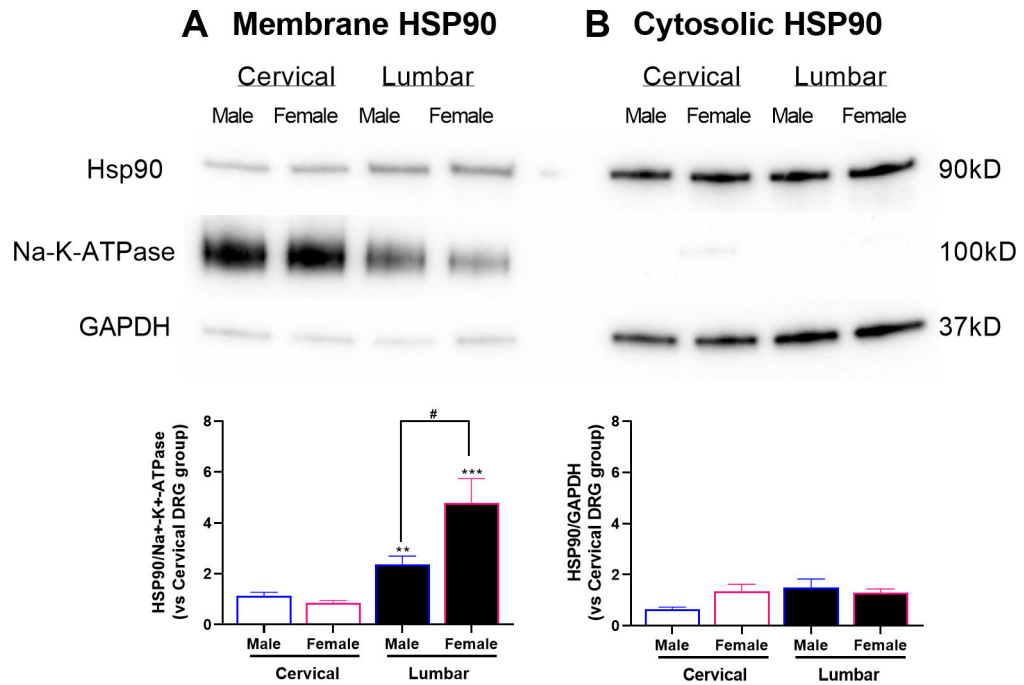 A Membrane HSP90
B Cytosolic HSP90
Cervical Lumbar
Cervical Lumbar
Male Female Male Female
Male Female Male Female
Hsp90
90kD
Na-K-ATPase
100kD
GAPDH
37kD
HSP90/Na+-K+-ATPase
(vs Cervical DRG group)
8
6
4
2
0
#
**
***
Male Female Male Female
Cervical Lumbar
HSP90/GAPDH
(vs Cervical DRG group)
8
6
4
2
0
Male Female Male Female
Cervical Lumbar